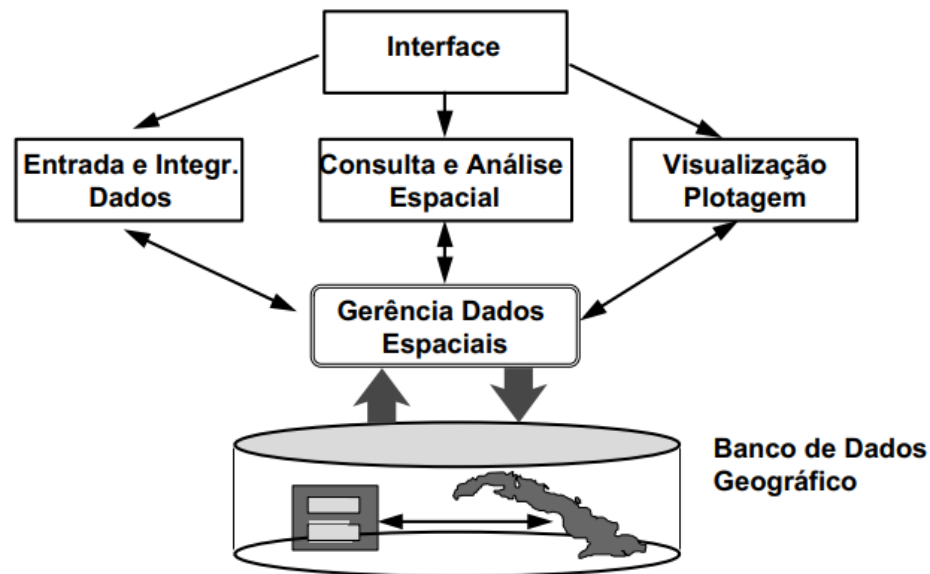 Interface
Entrada e Integr.
Dados
Consulta e Análise
Espacial
Visualização
Plotagem
Gerência Dados
Espaciais
Banco de Dados
Geográfico